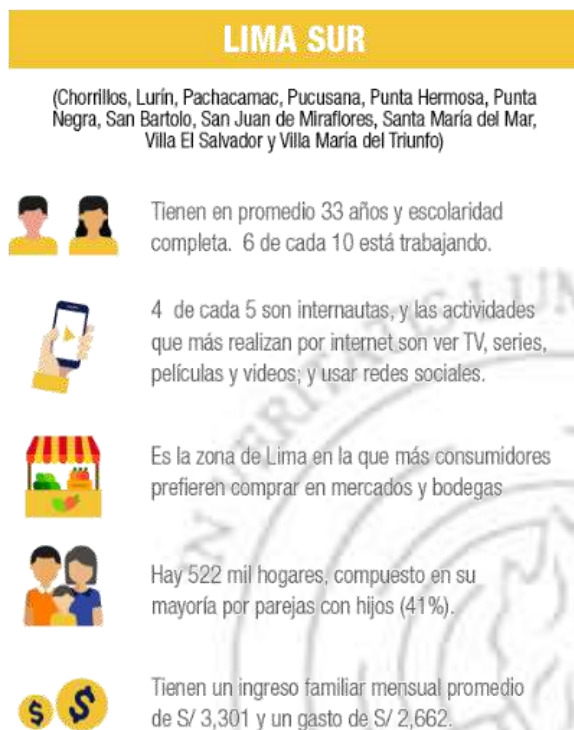 LIMA SUR
(Chorrillos, Lurín, Pachacamac, Pucusana, Punta Hermosa, Punta
Negra, San Bartolo, San Juan de Miraflores, Santa María del Mar,
Villa El Salvador y Villa María del Triunfo)
Tienen en promedio 33 años y escolaridad
completa. 6 de cada 10 está trabajando.
4 de cada 5 son internautas, y las actividades
que más realizan por internet son ver TV, series,
películas y videos; y usar redes sociales.
Es la zona de Lima en la que más consumidores
prefieren comprar en mercados y bodegas
Hay 522 mil hogares, compuesto en su
mayoría por parejas con hijos (41%).
Tienen un ingreso familiar mensual promedio
de S/ 3,301 y un gasto de S/ 2,662.
$ $
IN VERITATIS LUM